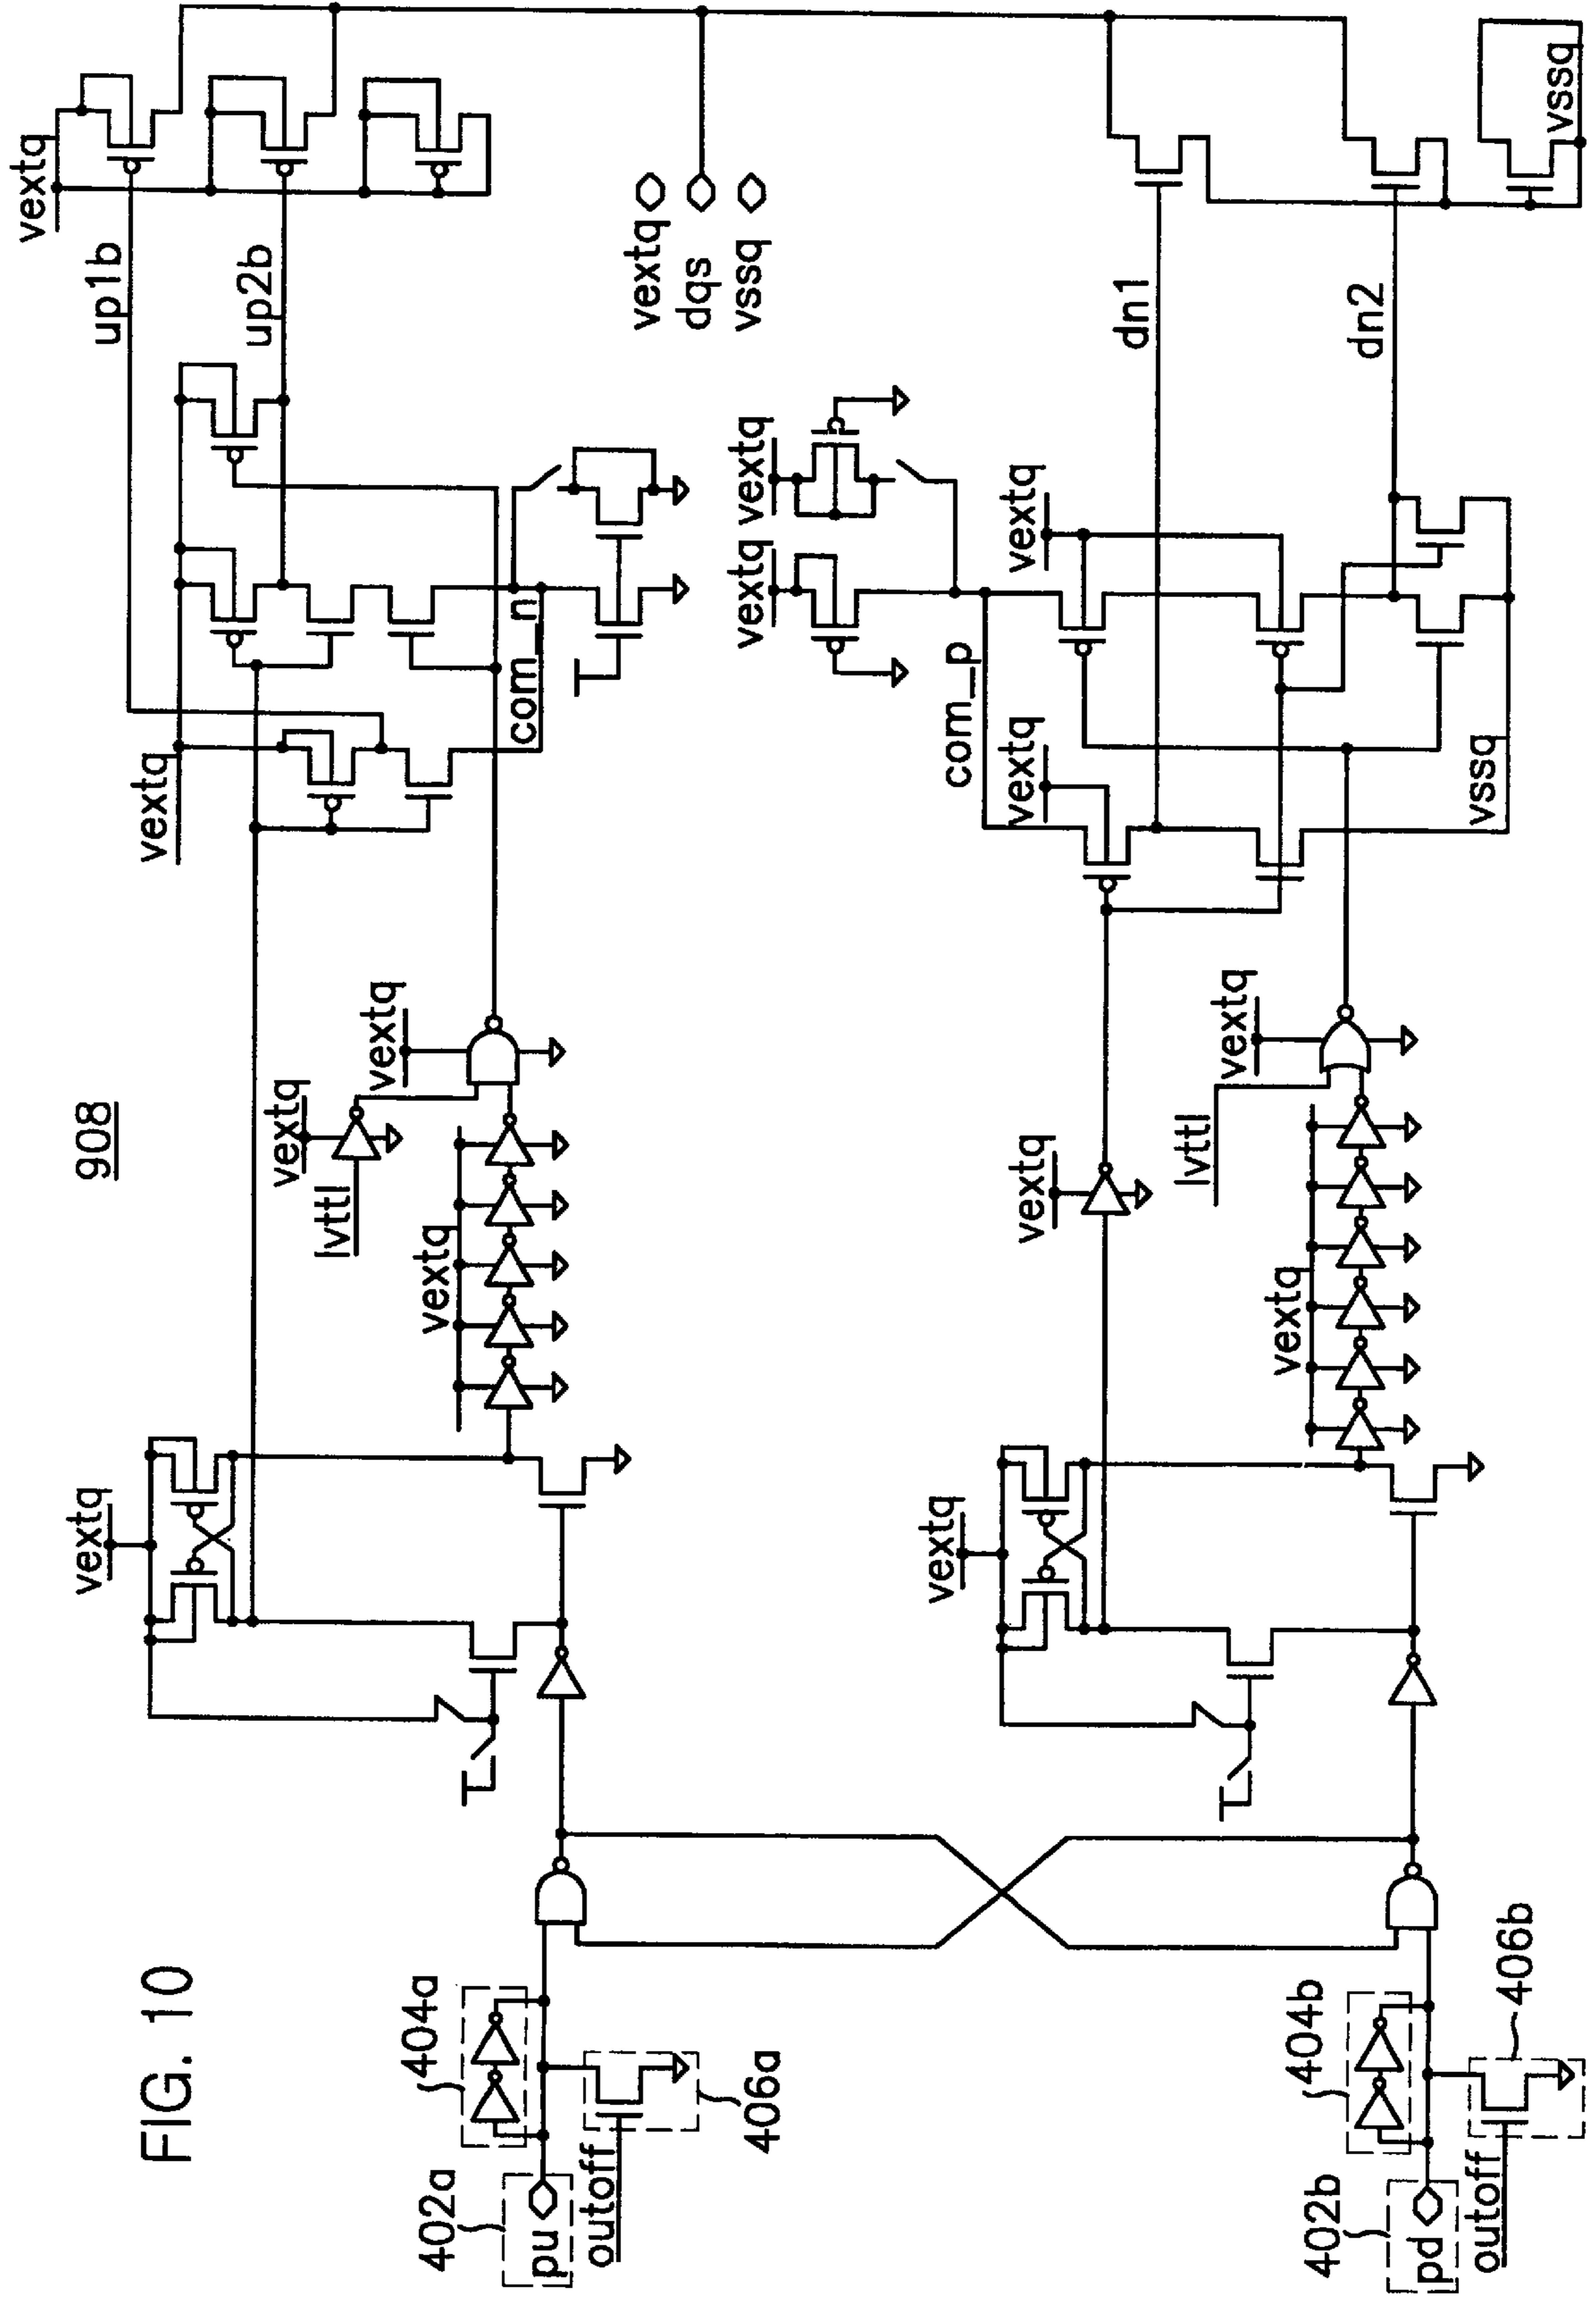 FIG. 10
908
402a
pu
404a
outoff
406a
vextq
vextq
lvttl
vextq
vextq
vextq
com_n
up1b
up2b
vextq
vextq
dqs
vssq
402b
pd
404b
outoff
406b
vextq
vextq
vextq
lvttl
vextq
com_p
vextq
vextq
vextq
vextq
vssq
dn1
dn2
vssq